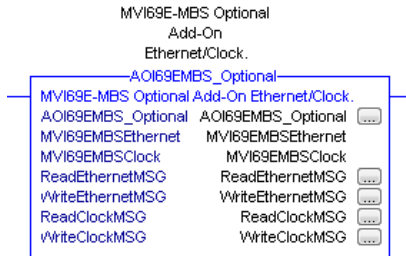 MVI69E-MBS Optional
Add-On
Ethernet/Clock.
AOI69EMBS_Optional
MVI69E-MBS Optional Add-On Ethernet/Clock.
AOI69EMBS_Optional AOI69EMBS_Optional ...
MVI69EMBSEthernet MVI69EMBSEthernet
MVI69EMBSClock MVI69EMBSClock
ReadEthernetMSG ReadEthernetMSG ...
WriteEthernetMSG WriteEthernetMSG ...
ReadClockMSG ReadClockMSG ...
WriteClockMSG WriteClockMSG ...